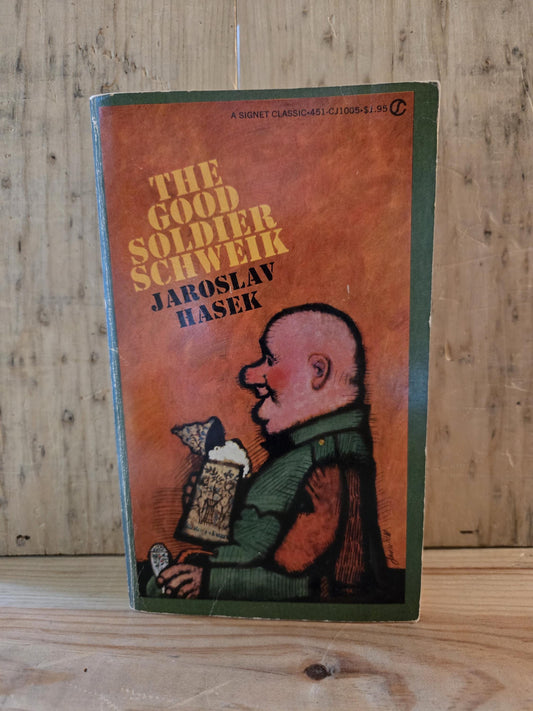 A SIGNET CLASSIC•451-CJ1005•$1.95
THE
GOOD
SOLDIER
SCHWEIK
JAROSLAV
HASEK